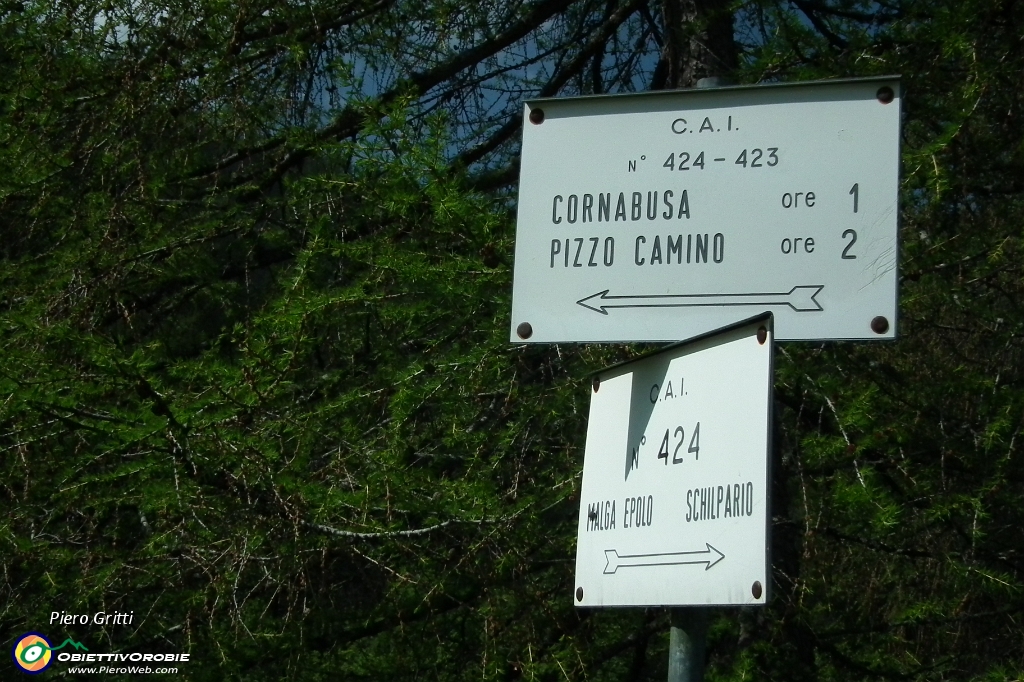 C.A.I.
N° 424 - 423
CORNABUSA ore 1
PIZZO CAMINO ore 2
C.A.I.
N° 424
MALGA EPOLO SCHILPARIO
Piero Gritti
OBIETTIVOROBIE
www.PieroWeb.com